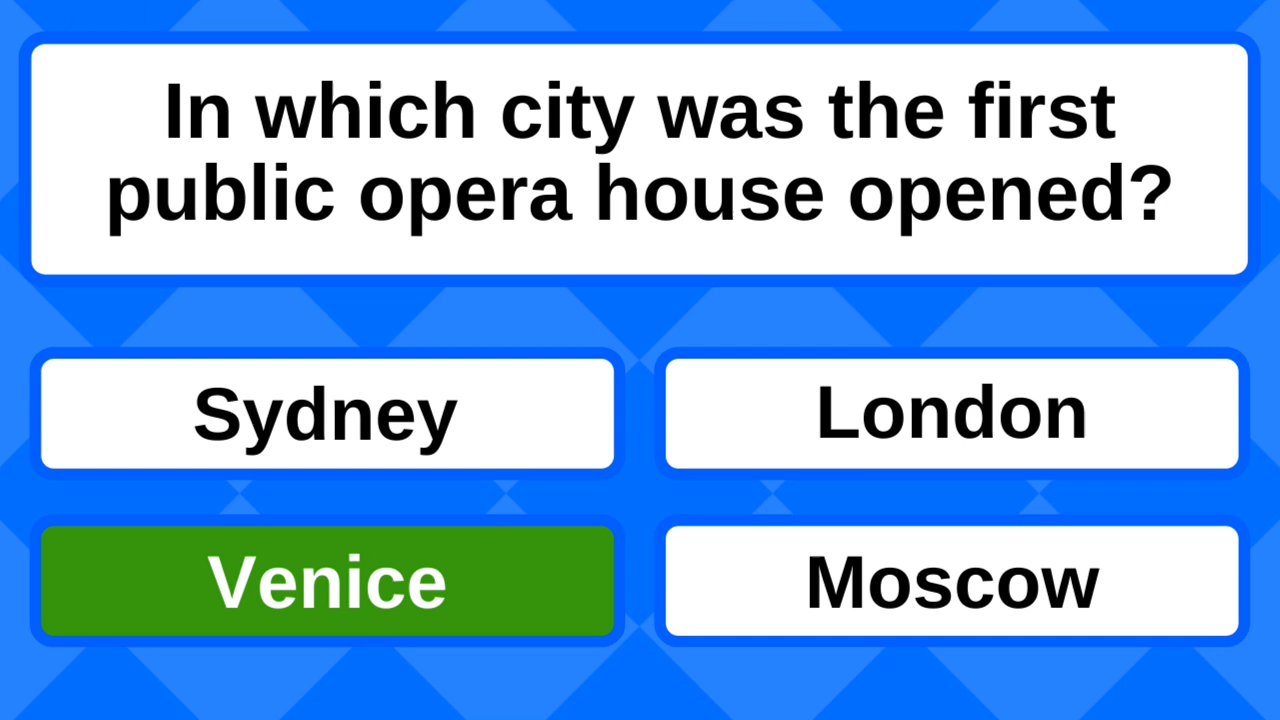 In which city was the first
public opera house opened?
Sydney
London
Venice
Moscow